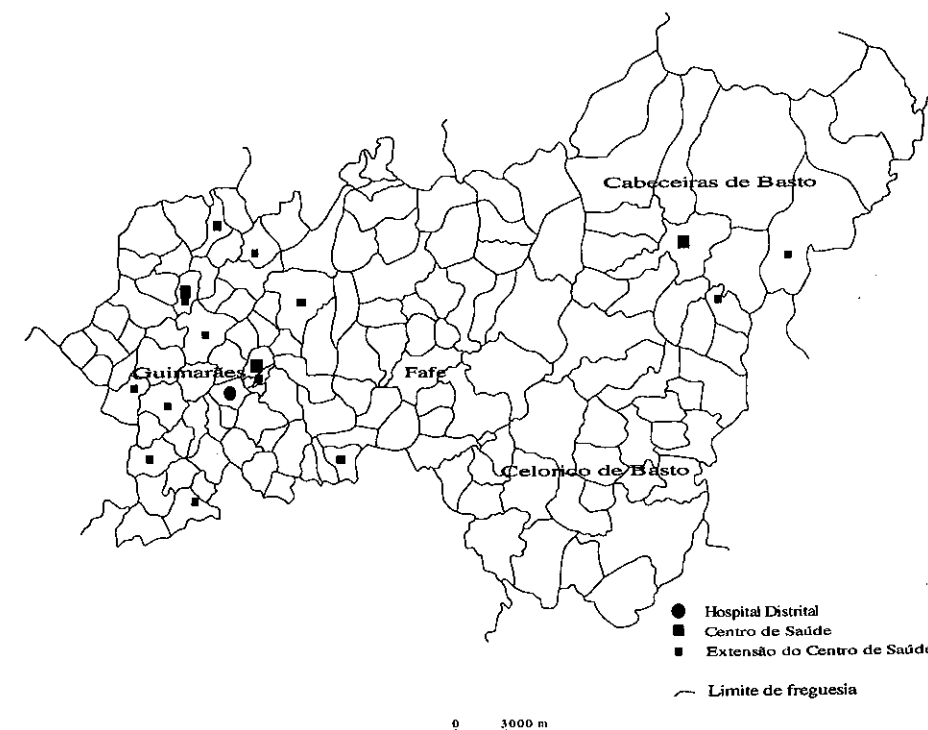 Cabeceiras de Basto
Guimarães
Fafe
Celorico de Basto
Hospital Distrital
Centro de Saúde
Extensão do Centro de Saúde
Limite de freguesia
0 3000 m